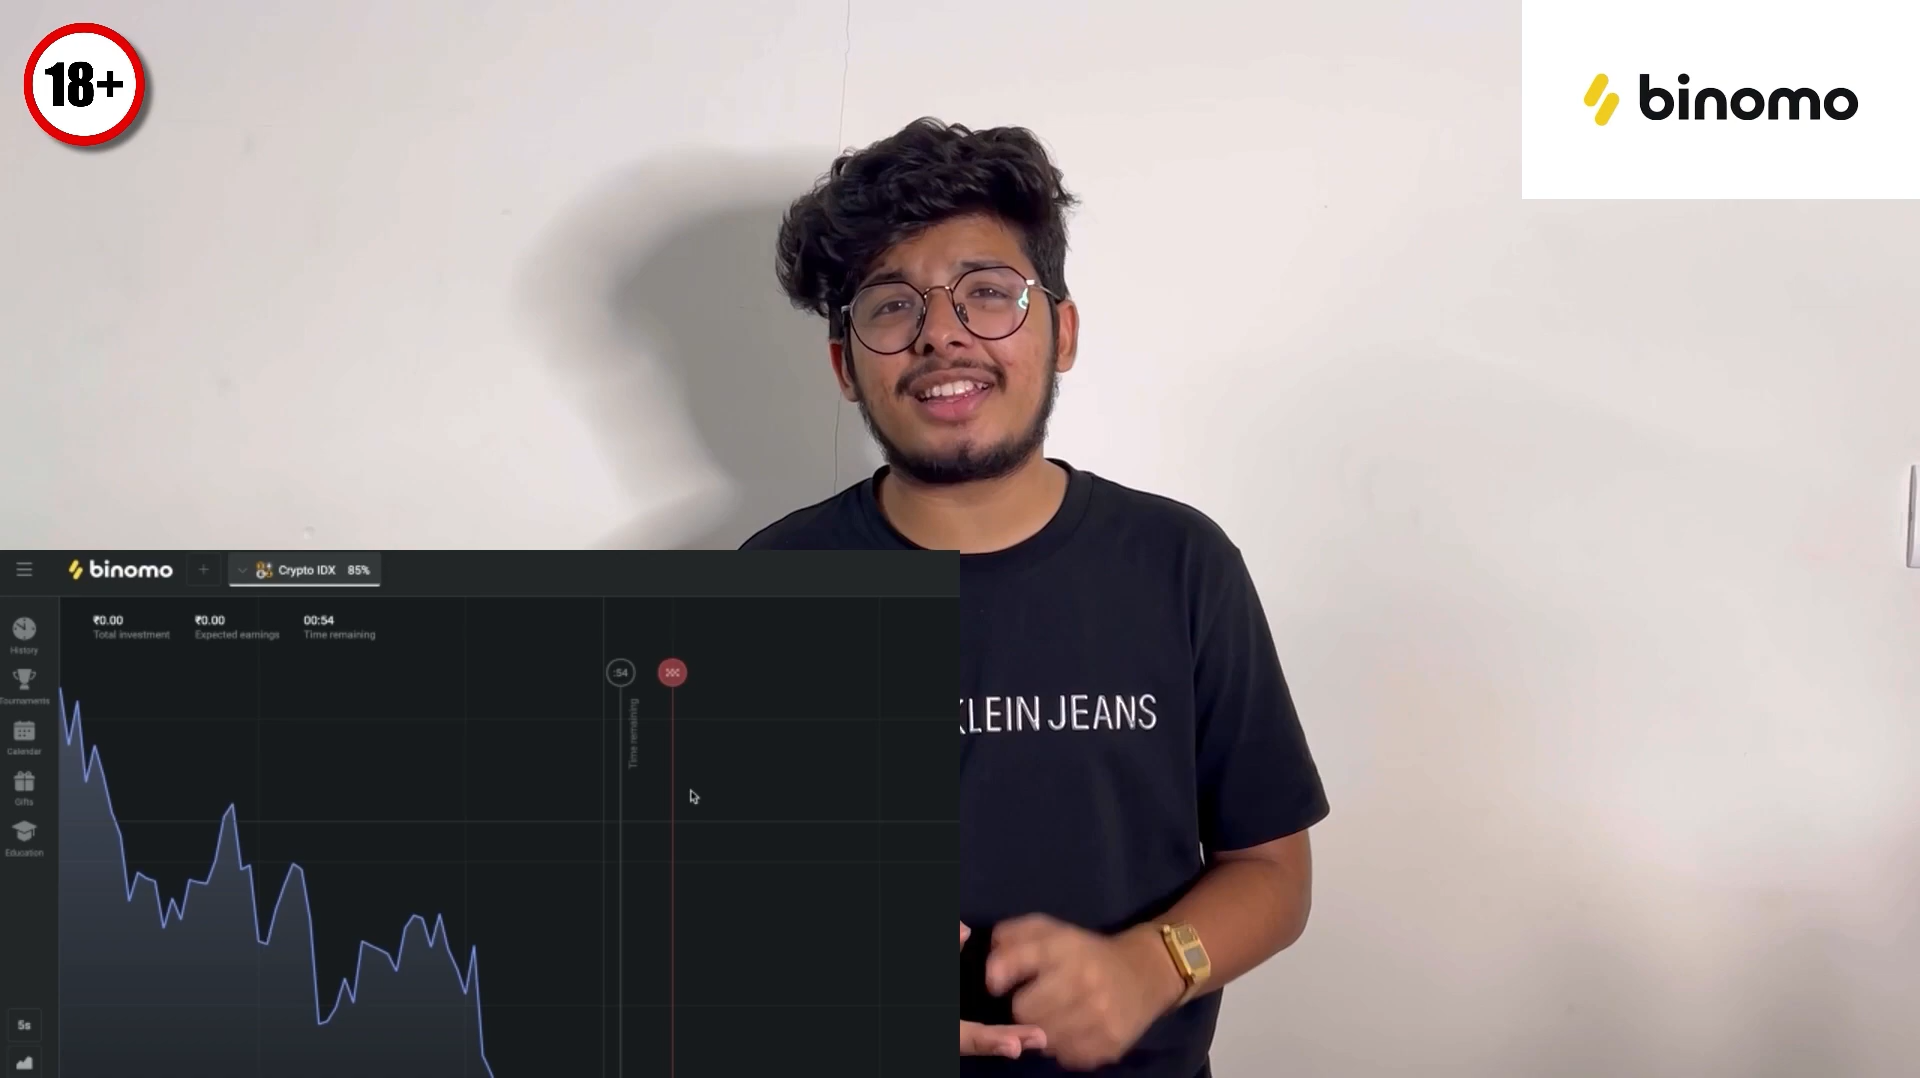 18+
binomo
binomo
Crypto IDX 85%
₹0.00 ₹0.00 00:54
Total investment Expected earnings Time remaining
:54
Time remaining
History
Tournaments
Calendar
Gifts
Education
5s
KLEIN JEANS